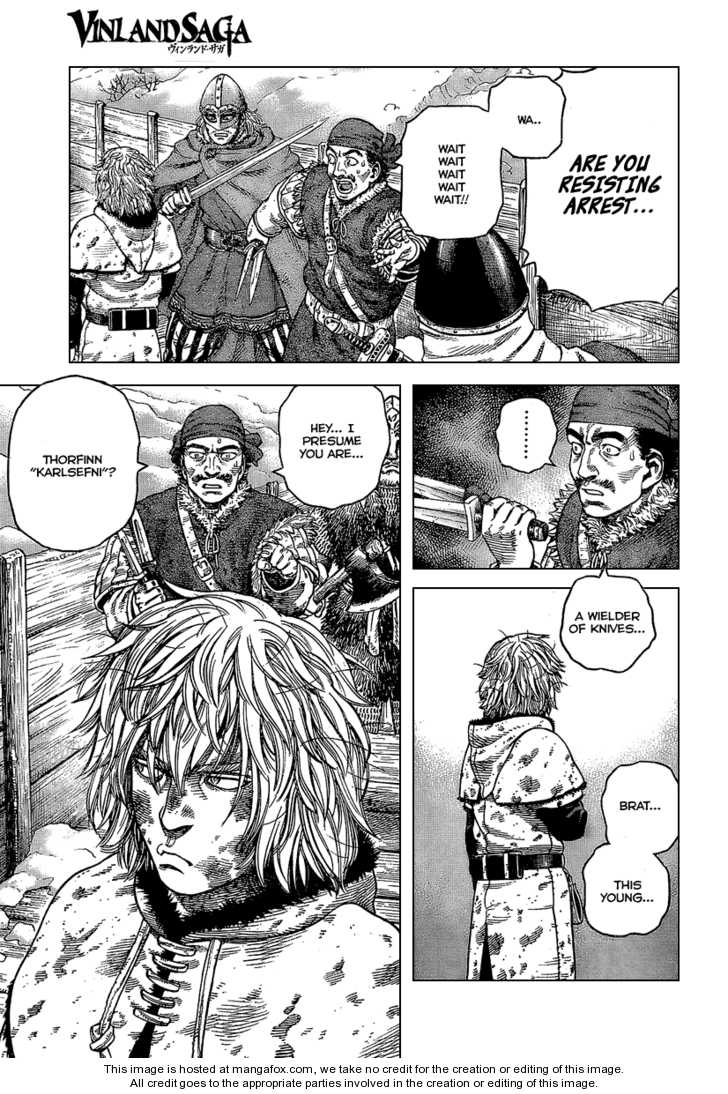 VINLAND SAGA
ヴィンランド・サガ
ARE YOU
RESISTING
ARREST...
WA..
WAIT
WAIT
WAIT
WAIT
WAIT!!
........
A WIELDER
OF KNIVES...
BRAT...
THIS
YOUNG...
HEY... I
PRESUME
YOU ARE...
THORFINN
"KARLSEFNI"?
This image is hosted at mangafox.com, we take no credit for the creation or editing of this image.
All credit goes to the appropriate parties involved in the creation or editing of this image.